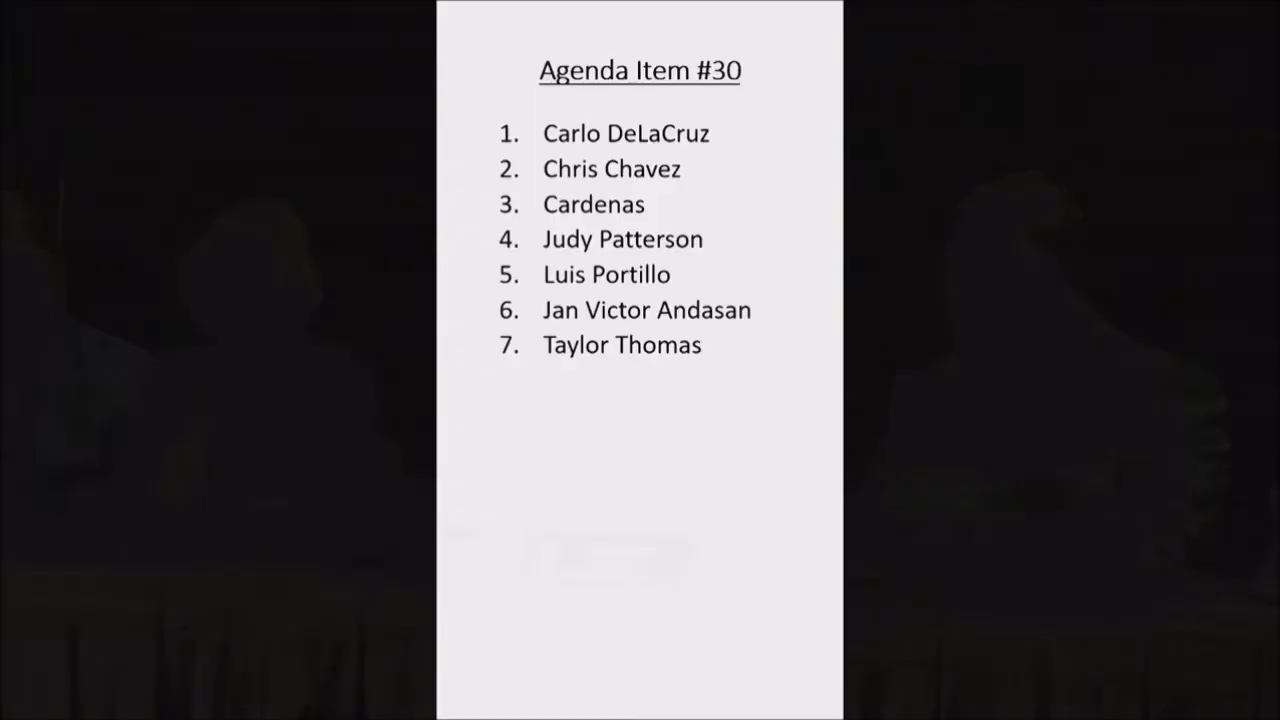 Agenda Item #30
1. Carlo DeLaCruz
2. Chris Chavez
3. Cardenas
4. Judy Patterson
5. Luis Portillo
6. Jan Victor Andasan
7. Taylor Thomas